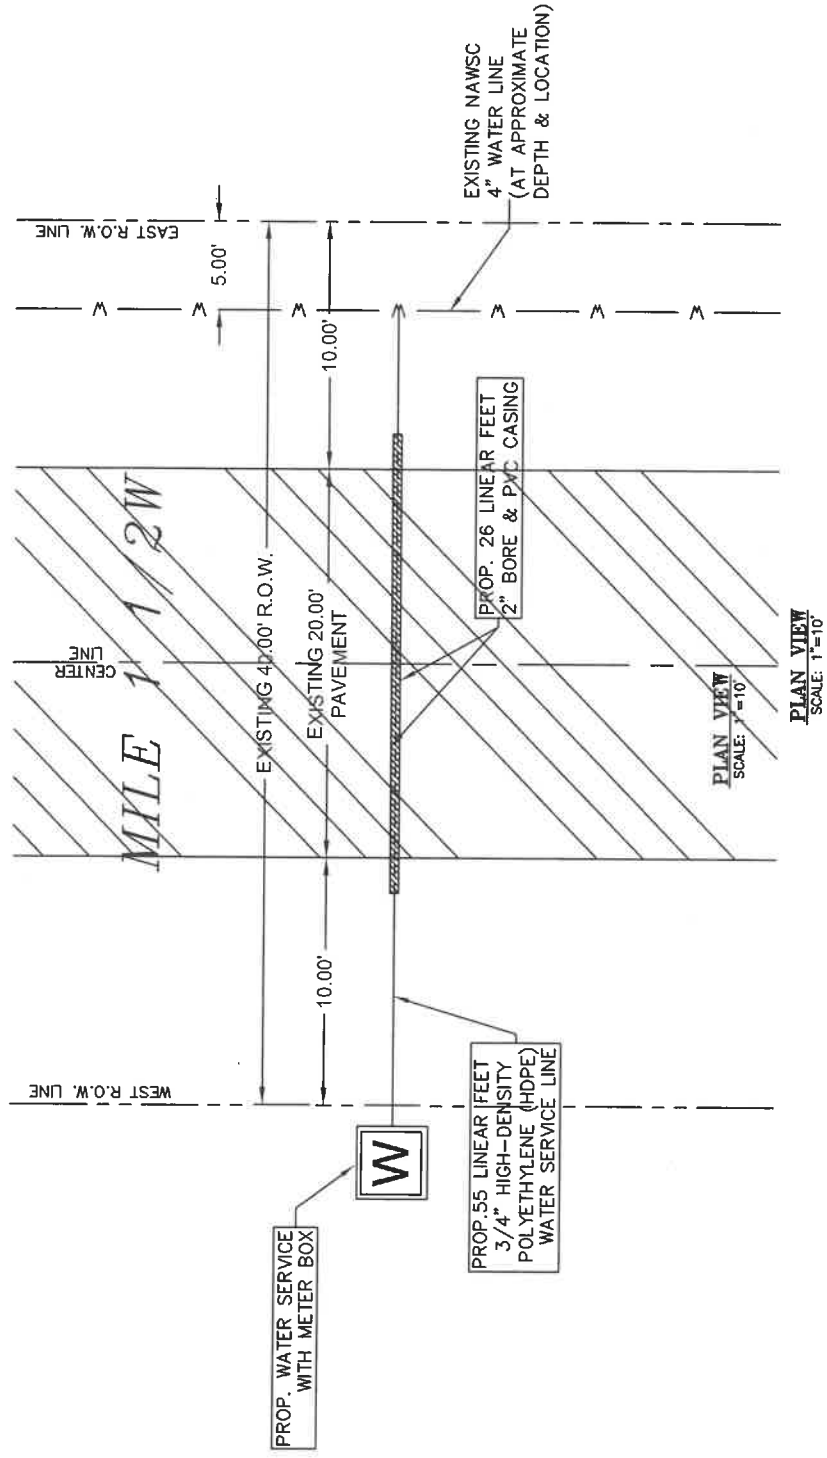 EAST R.O.W. LINE
5.00'
EXISTING NAWSC
4" WATER LINE
(AT APPROXIMATE
DEPTH & LOCATION)
W
W
W
W
W
W
W
10.00'
MILE 1 1/2W
CENTER
LINE
EXISTING 40.00' R.O.W.
EXISTING 20.00'
PAVEMENT
PROP. 26 LINEAR FEET
2" BORE & PVC CASING
PLAN VIEW
SCALE: 1"=10'
PLAN VIEW
SCALE: 1"=10'
10.00'
WEST R.O.W. LINE
W
PROP. WATER SERVICE
WITH METER BOX
PROP.55 LINEAR FEET
3/4" HIGH-DENSITY
POLYETHYLENE (HDPE)
WATER SERVICE LINE